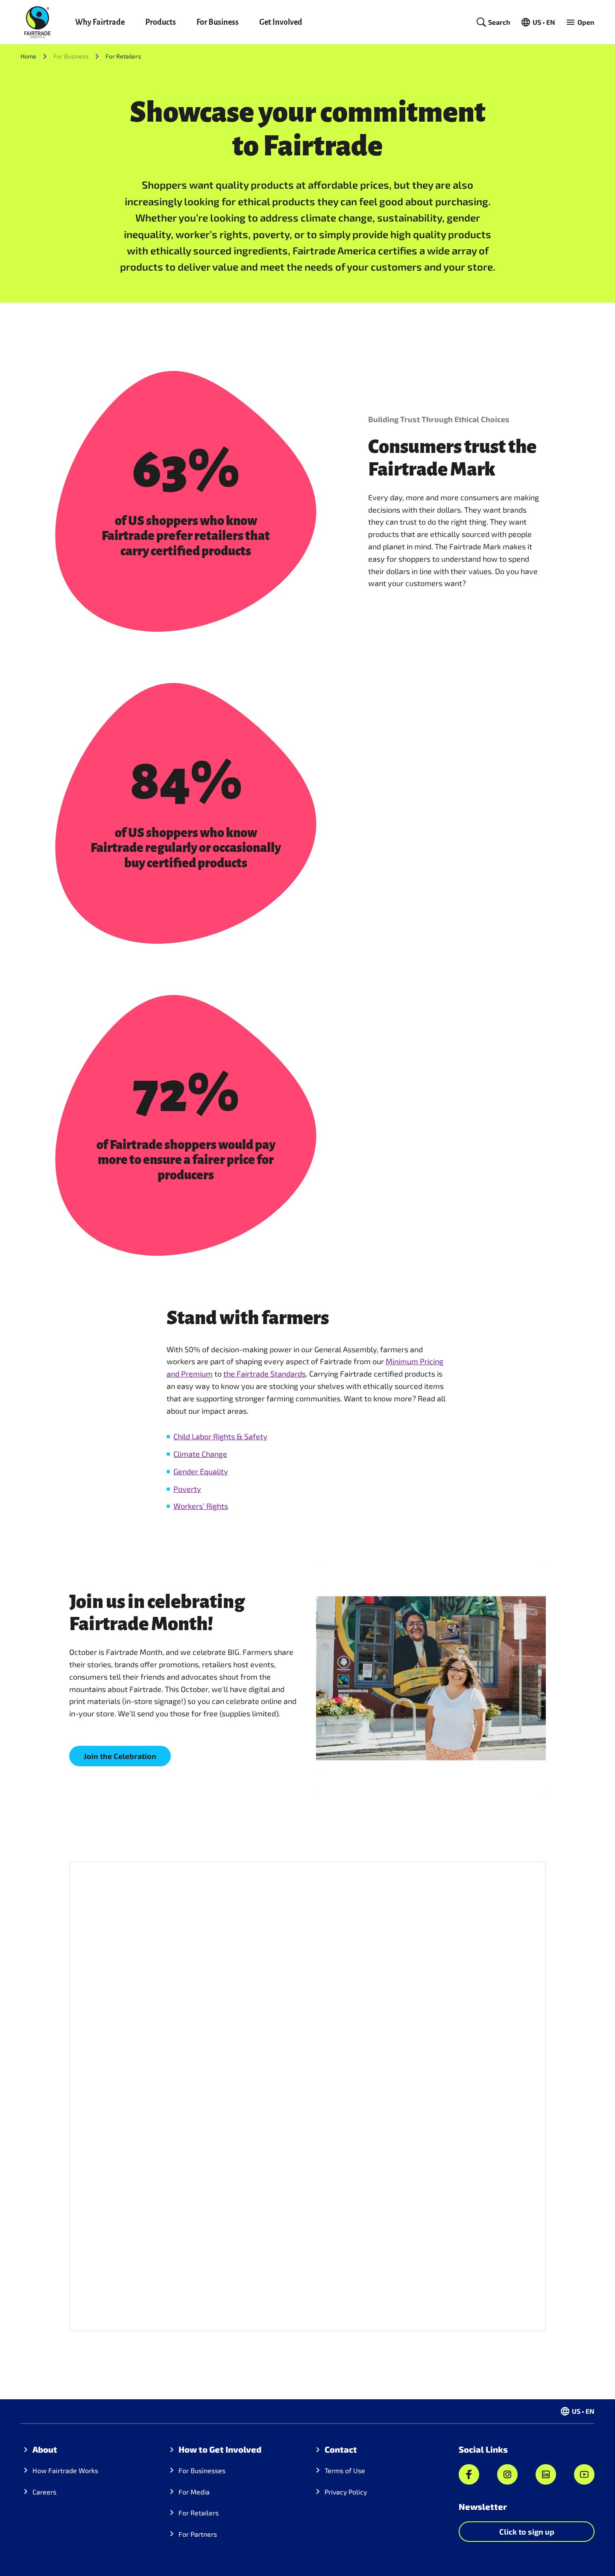 FAIRTRADE
AMERICA
Why Fairtrade
Products
For Business
Get Involved
Search
US • EN
Open
Home
For Business
For Retailers
Showcase your commitment
to Fairtrade
Shoppers want quality products at affordable prices, but they are also
increasingly looking for ethical products they can feel good about purchasing.
Whether you’re looking to address climate change, sustainability, gender
inequality, worker’s rights, poverty, or to simply provide high quality products
with ethically sourced ingredients, Fairtrade America certifies a wide array of
products to deliver value and meet the needs of your customers and your store.
63%
of US shoppers who know
Fairtrade prefer retailers that
carry certified products
Building Trust Through Ethical Choices
Consumers trust the
Fairtrade Mark
Every day, more and more consumers are making
decisions with their dollars. They want brands
they can trust to do the right thing. They want
products that are ethically sourced with people
and planet in mind. The Fairtrade Mark makes it
easy for shoppers to understand how to spend
their dollars in line with their values. Do you have
want your customers want?
84%
of US shoppers who know
Fairtrade regularly or occasionally
buy certified products
72%
of Fairtrade shoppers would pay
more to ensure a fairer price for
producers
Stand with farmers
With 50% of decision-making power in our General Assembly, farmers and
workers are part of shaping every aspect of Fairtrade from our Minimum Pricing
and Premium to the Fairtrade Standards. Carrying Fairtrade certified products is
an easy way to know you are stocking your shelves with ethically sourced items
that are supporting stronger farming communities. Want to know more? Read all
about our impact areas.
Child Labor Rights & Safety
Climate Change
Gender Equality
Poverty
Workers’ Rights
Join us in celebrating
Fairtrade Month!
October is Fairtrade Month, and we celebrate BIG. Farmers share
their stories, brands offer promotions, retailers host events,
consumers tell their friends and advocates shout from the
mountains about Fairtrade. This October, we’ll have digital and
print materials (in-store signage!) so you can celebrate online and
in-your store. We’ll send you those for free (supplies limited).
Join the Celebration
US • EN
About
How Fairtrade Works
Careers
How to Get Involved
For Businesses
For Media
For Retailers
For Partners
Contact
Terms of Use
Privacy Policy
Social Links
Newsletter
Click to sign up